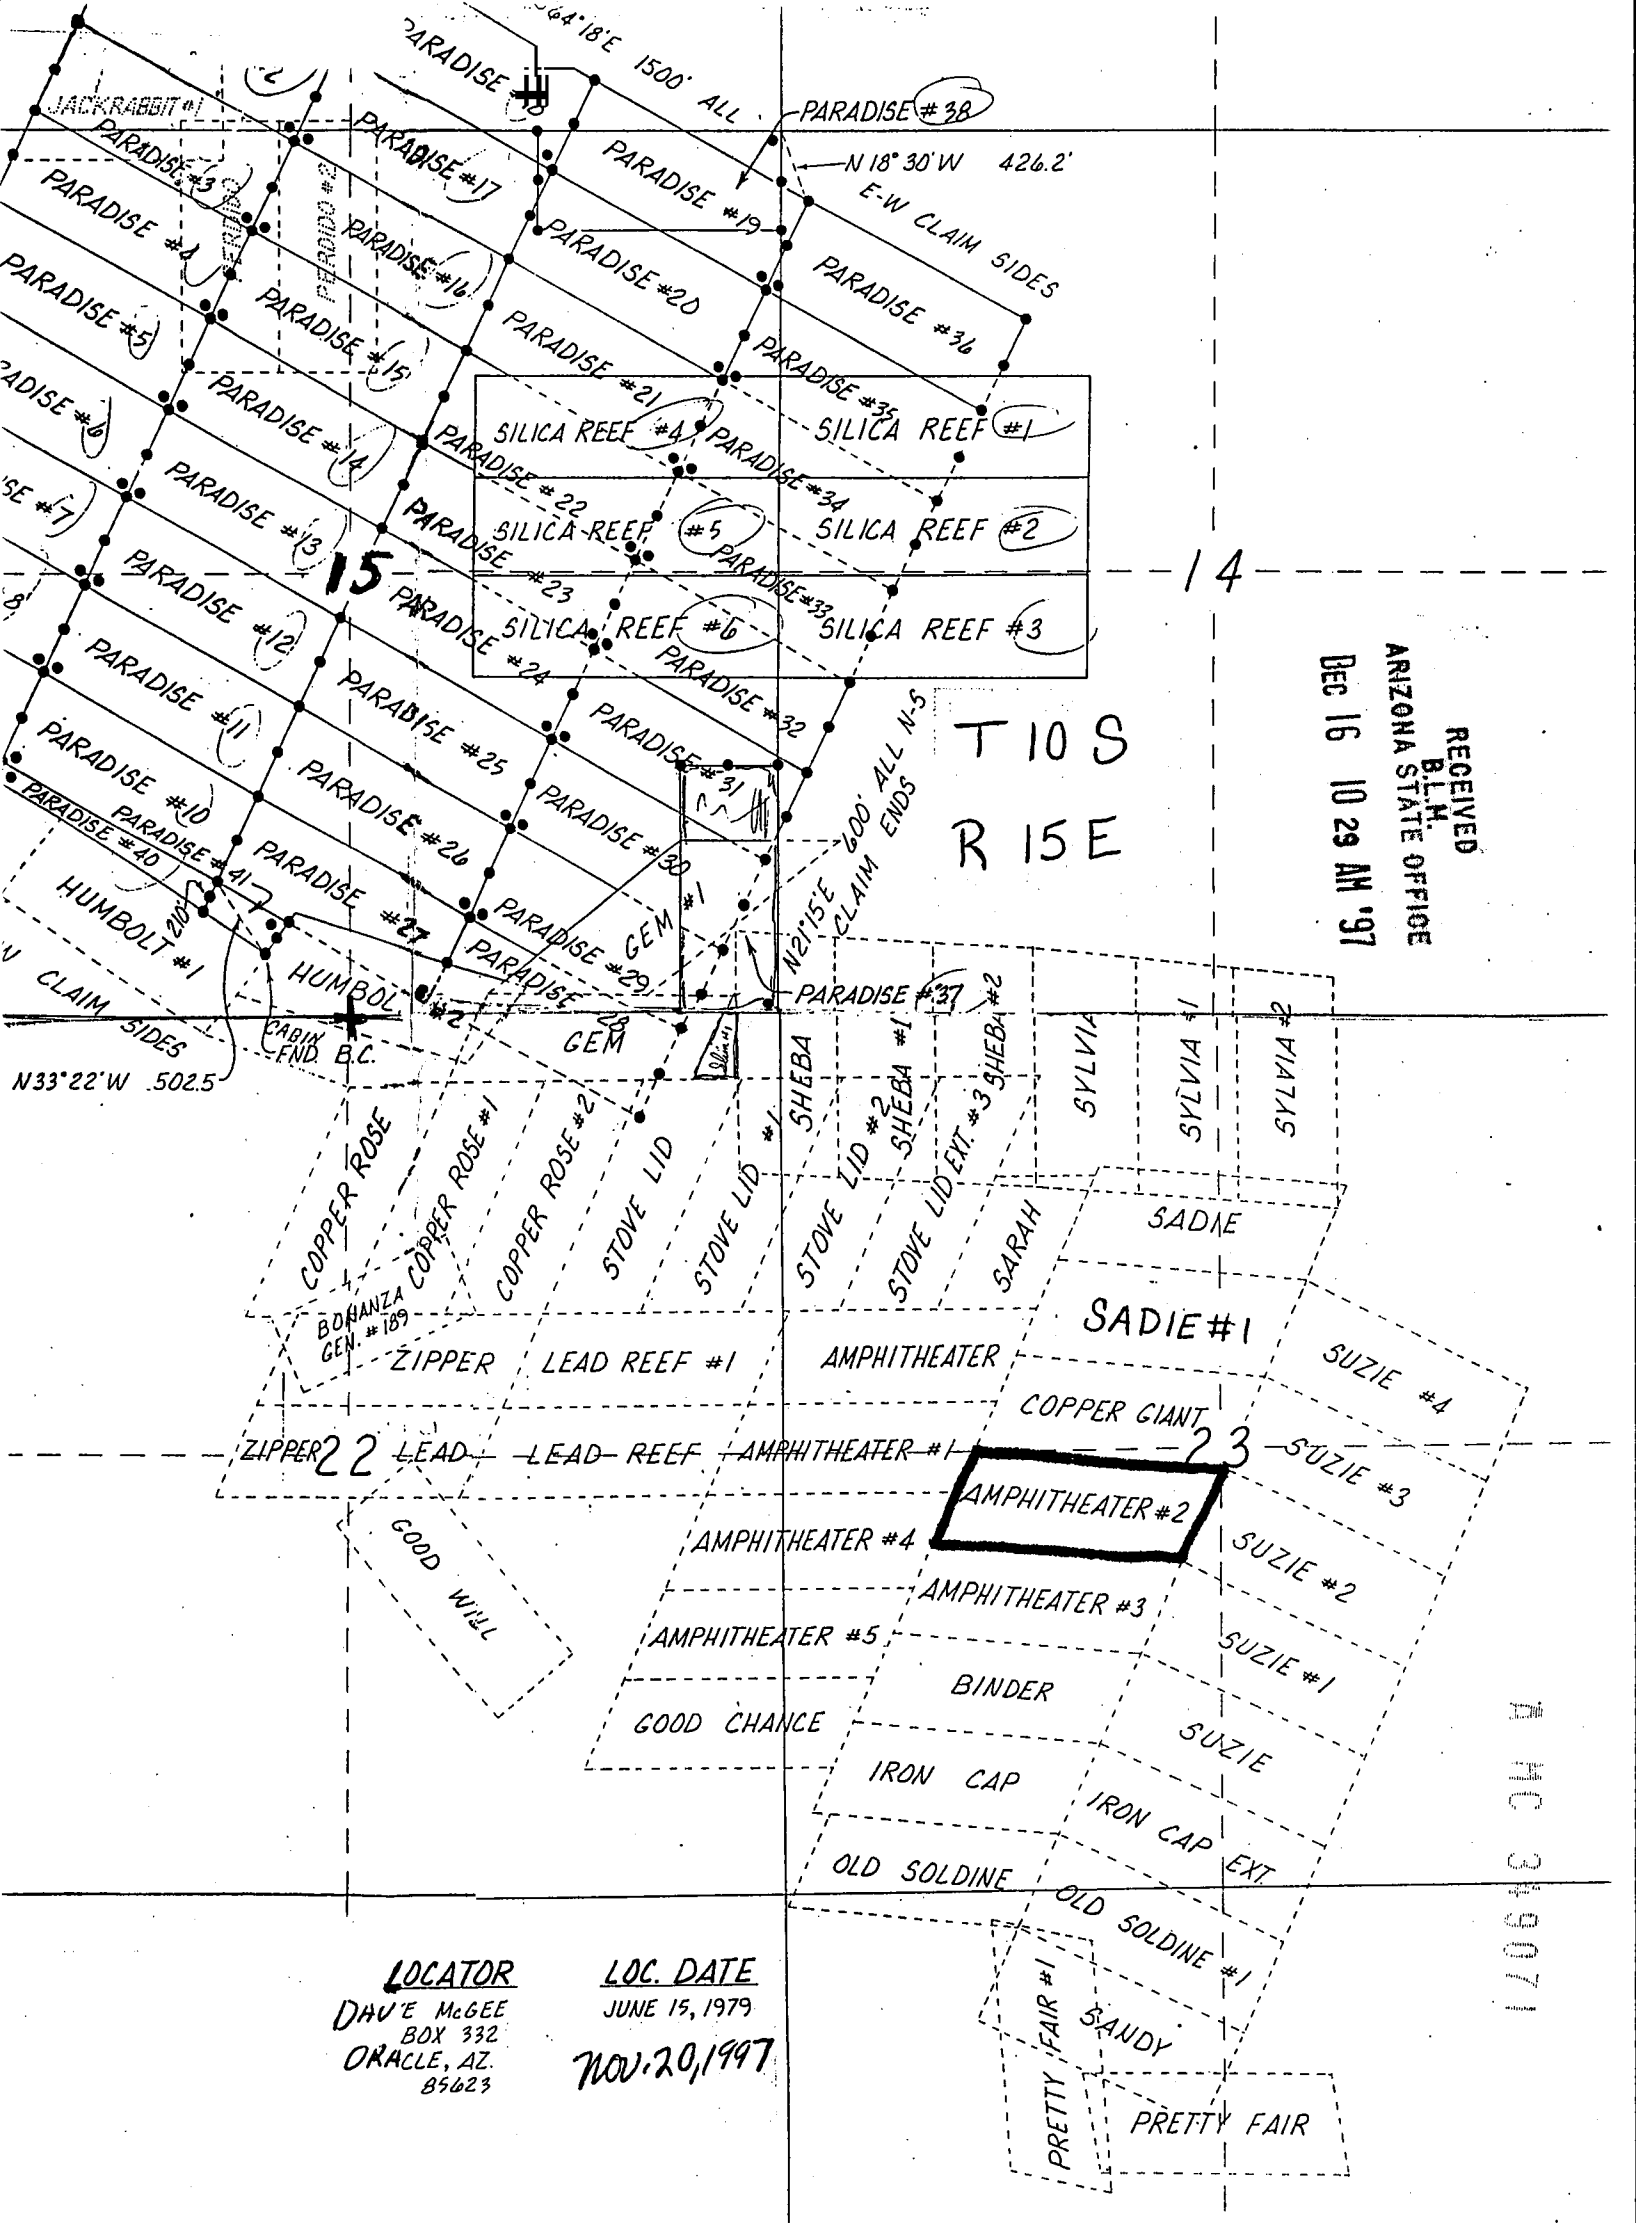 64°18'E 1500' ALL
E-W CLAIM SIDES
PARADISE #38
N 18° 30' W 426.2'
JACKRABBIT #1
2
PARADISE #3
PARADISE #17
PARADISE
PARADISE #19
PARADISE #4
PERDIDO
PERDIDO #2
PARADISE #16
PARADISE #20
PARADISE #36
PARADISE #5
PARADISE #15
PARADISE #21
PARADISE #35
ADISE #6
PARADISE #14
PARADISE #22
SILICA REEF #4
SILICA REEF #1
PARADISE #34
SE #7
PARADISE #13
PARADISE #23
SILICA REEF #5
SILICA REEF #2
PARADISE #33
15
14
8
PARADISE #12
PARADISE #24
SILICA REEF #6
SILICA REEF #3
PARADISE #32
PARADISE #11
PARADISE #25
PARADISE #31
T 10 S
R 15 E
N21°15'E 600' ALL N-S
CLAIM ENDS
RECEIVED
B.L.M.
ARIZONA STATE OFFICE
DEC 16 10 29 AM '97
PARADISE #10
PARADISE #26
PARADISE #30
PARADISE #40
PARADISE #41
PARADISE #27
PARADISE #29
PARADISE 28
GEM #1
GEM
HUMBOLT #1
210'
HUMBOL #2
W CLAIM SIDES
CABIN
FND. B.C.
N33°22'W 502.5
PARADISE #37
SHEBA
SHEBA #1
SHEBA #2
SYLVIA
SYLVIA #1
SYLVIA #2
COPPER ROSE
COPPER ROSE #1
COPPER ROSE #2
STOVE LID
STOVE LID #1
STOVE LID #2
STOVE LID EXT. #3
SARAH
SADIE
BONANZA
GEN. #189
ZIPPER
LEAD REEF #1
AMPHITHEATER
SADIE #1
SUZIE #4
COPPER GIANT
ZIPPER
22
LEAD
LEAD REEF
AMPHITHEATER #1
23
SUZIE #3
AMPHITHEATER #2
GOOD WILL
AMPHITHEATER #4
SUZIE #2
AMPHITHEATER #3
AMPHITHEATER #5
SUZIE #1
BINDER
GOOD CHANCE
SUZIE
IRON CAP
IRON CAP EXT.
OLD SOLDINE
OLD SOLDINE #1
PRETTY FAIR #1
SANDY
PRETTY FAIR
A MC 349071
LOCATOR
DAVE McGEE
BOX 332
ORACLE, AZ.
85623
LOC. DATE
JUNE 15, 1979
NOV. 20, 1997